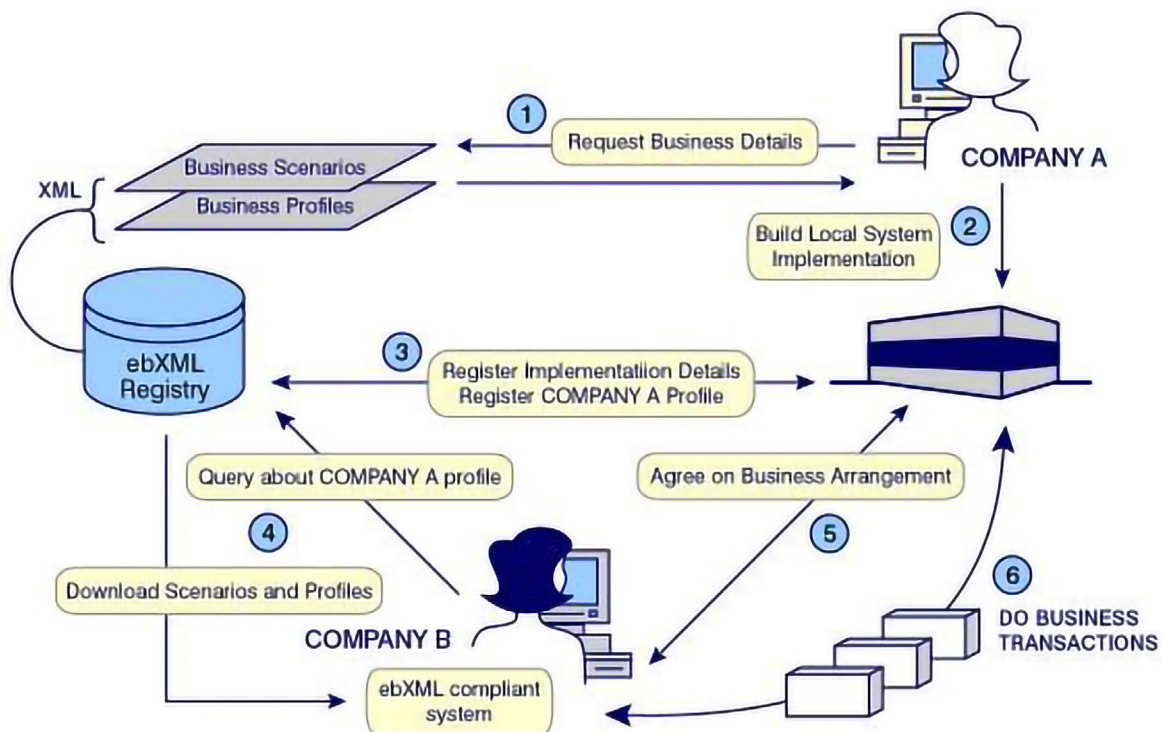 1
Request Business Details
COMPANY A
Business Scenarios
XML
Business Profiles
2
Build Local System
Implementation
3
ebXML
Registry
Register Implementatiion Details
Register COMPANY A Profile
Query about COMPANY A profile
Agree on Business Arrangement
4
5
Download Scenarios and Profiles
6
DO BUSINESS
TRANSACTIONS
COMPANY B
ebXML compliant
system